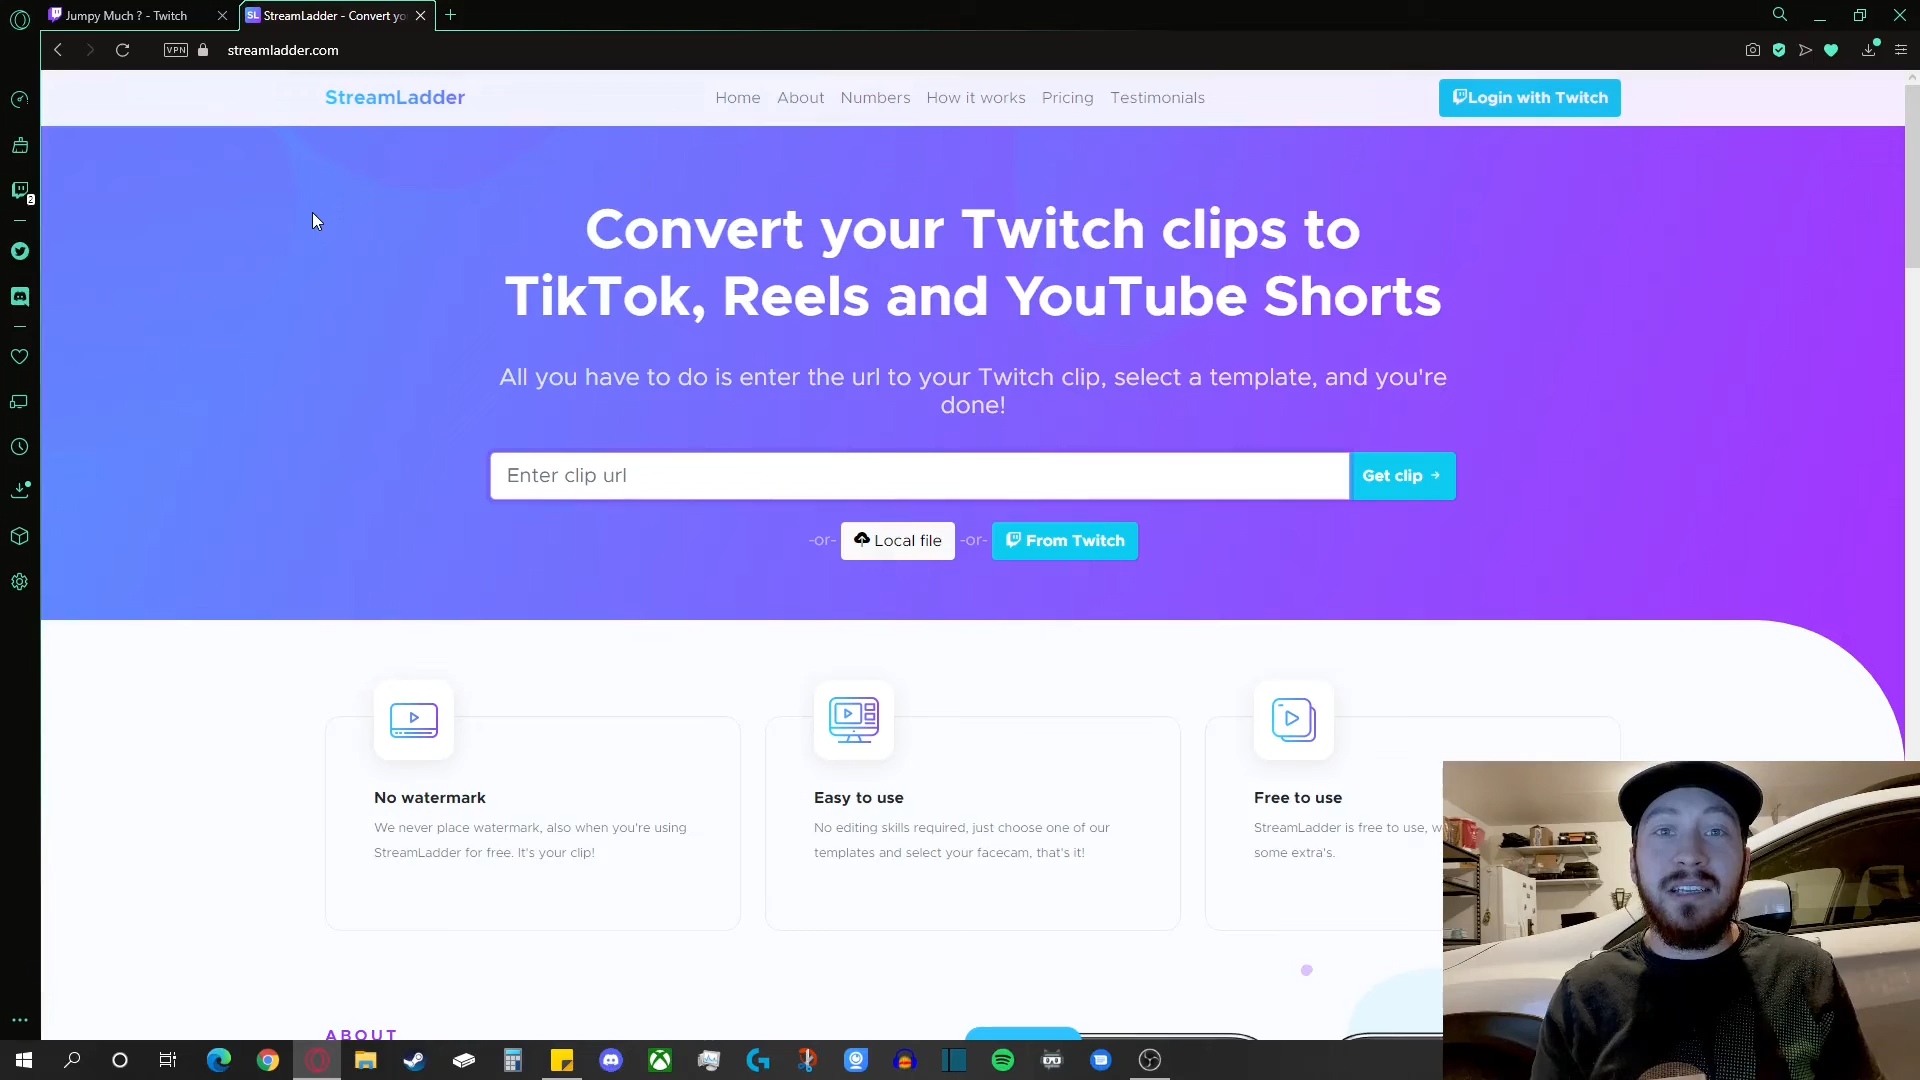 Jumpy Much ? - Twitch
SL StreamLadder - Convert yo
VPN streamladder.com
StreamLadder Home About Numbers How it works Pricing Testimonials Login with Twitch
2
Convert your Twitch clips to
TikTok, Reels and YouTube Shorts
All you have to do is enter the url to your Twitch clip, select a template, and you're
done!
Enter clip url Get clip →
-or- Local file -or- From Twitch
No watermark
We never place watermark, also when you're using
StreamLadder for free. It's your clip!
Easy to use
No editing skills required, just choose one of our
templates and select your facecam, that's it!
Free to use
StreamLadder is free to use,
some extra's.
ABOUT